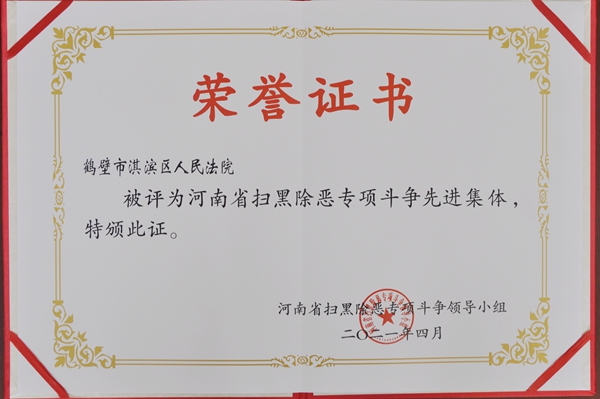 荣誉证书
鹤壁市淇滨区人民法院
被评为河南省扫黑除恶专项斗争先进集体，
特颁此证。
河南省扫黑除恶专项斗争领导小组
二〇二一年四月